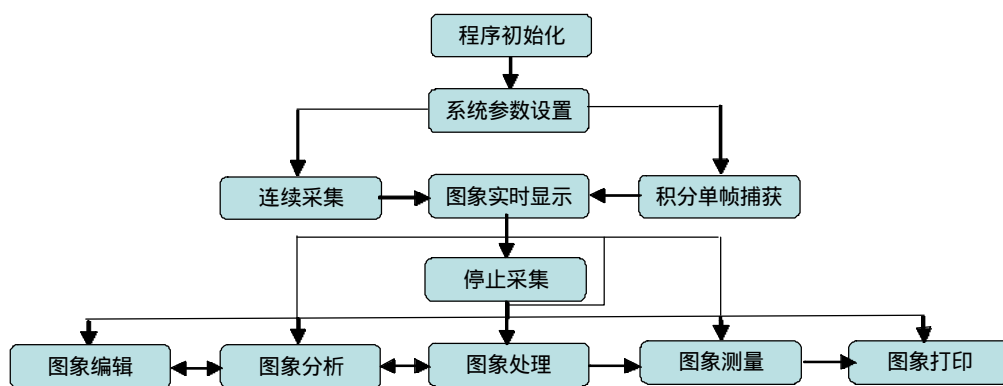 程序初始化
系统参数设置
连续采集
图象实时显示
积分单帧捕获
停止采集
图象编辑
图象分析
图象处理
图象测量
图象打印